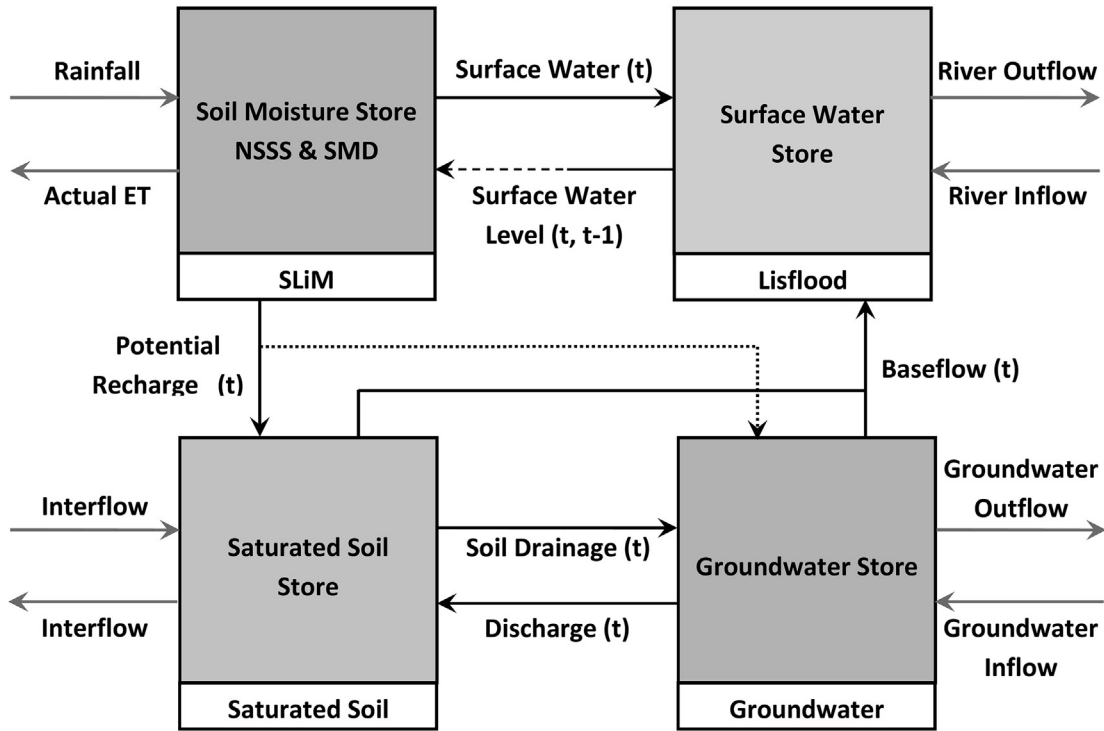 Rainfall
Actual ET
Soil Moisture Store
NSSS & SMD
SLiM
Surface Water (t)
Surface Water
Level (t, t-1)
Surface Water
Store
Lisflood
River Outflow
River Inflow
Potential
Recharge (t)
Baseflow (t)
Interflow
Interflow
Saturated Soil
Store
Saturated Soil
Soil Drainage (t)
Discharge (t)
Groundwater Store
Groundwater
Groundwater
Outflow
Groundwater
Inflow